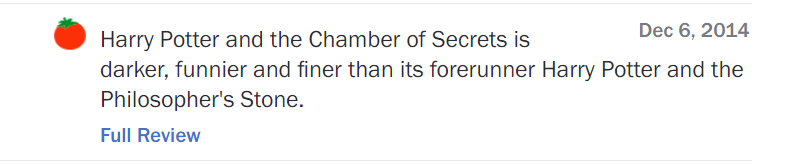 Harry Potter and the Chamber of Secrets is
Dec 6, 2014
darker, funnier and finer than its forerunner Harry Potter and the
Philosopher's Stone.
Full Review